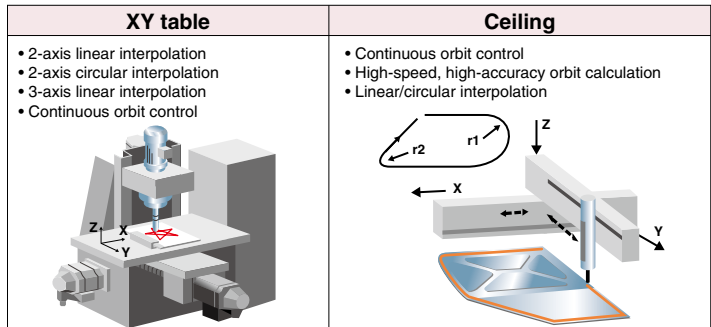 XY table
• 2-axis linear interpolation
• 2-axis circular interpolation
• 3-axis linear interpolation
• Continuous orbit control
Z
X
Y
Ceiling
• Continuous orbit control
• High-speed, high-accuracy orbit calculation
• Linear/circular interpolation
r1
r2
Z
X
Y